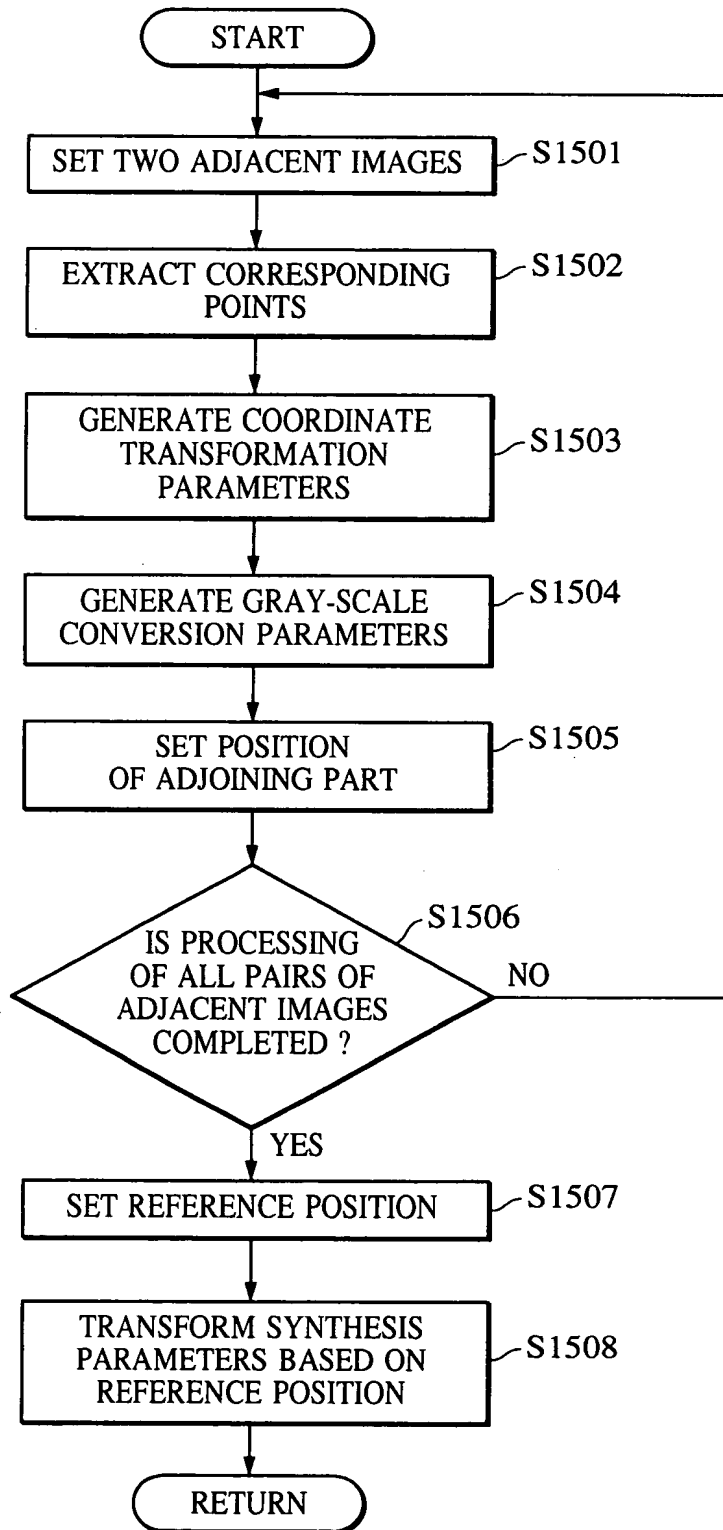 START
SET TWO ADJACENT IMAGES
S1501
EXTRACT CORRESPONDING
POINTS
S1502
GENERATE COORDINATE
TRANSFORMATION
PARAMETERS
S1503
GENERATE GRAY-SCALE
CONVERSION PARAMETERS
S1504
SET POSITION
OF ADJOINING PART
S1505
IS PROCESSING
OF ALL PAIRS OF
ADJACENT IMAGES
COMPLETED ?
S1506
NO
YES
SET REFERENCE POSITION
S1507
TRANSFORM SYNTHESIS
PARAMETERS BASED ON
REFERENCE POSITION
S1508
RETURN